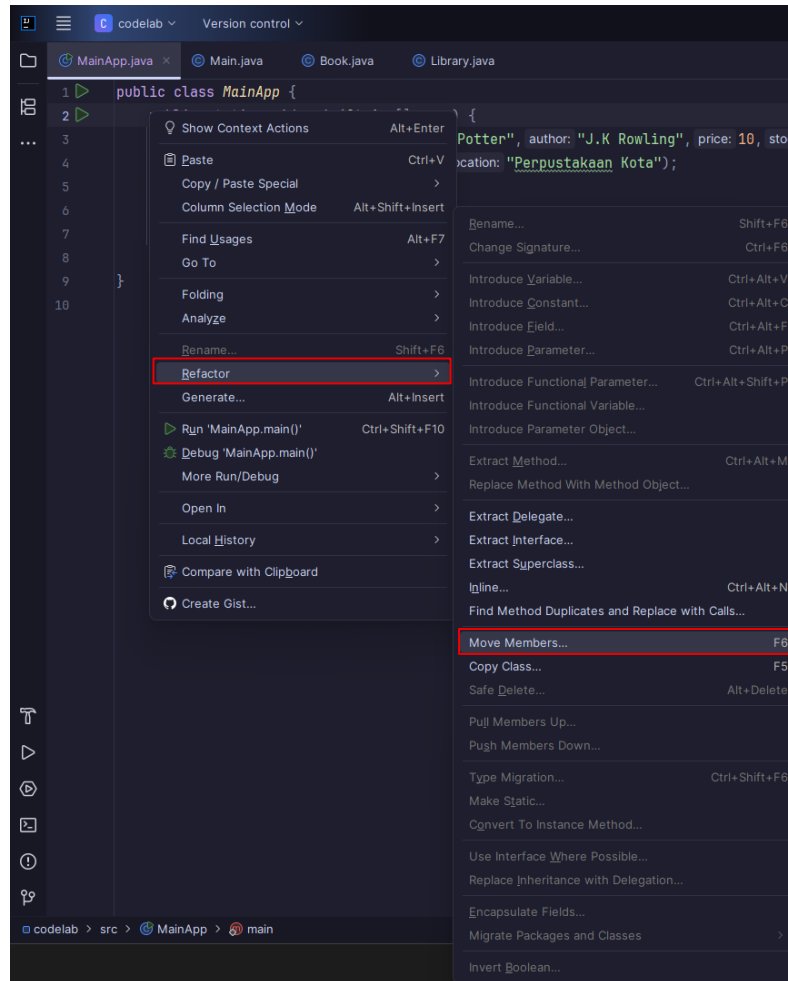 C codelab Version control
MainApp.java Main.java Book.java Library.java
1 public class MainApp {
2 {
3 Potter", author: "J.K Rowling", price: 10, sto
4 ocation: "Perpustakaan Kota");
5
6
7
8
9 }
10
Show Context Actions Alt+Enter
Paste Ctrl+V
Copy / Paste Special
Column Selection Mode Alt+Shift+Insert
Find Usages Alt+F7
Go To
Folding
Analyze
Rename... Shift+F6
Refactor
Generate... Alt+Insert
Run 'MainApp.main()' Ctrl+Shift+F10
Debug 'MainApp.main()'
More Run/Debug
Open In
Local History
Compare with Clipboard
Create Gist...
Rename... Shift+F6
Change Signature... Ctrl+F6
Introduce Variable... Ctrl+Alt+V
Introduce Constant... Ctrl+Alt+C
Introduce Field... Ctrl+Alt+F
Introduce Parameter... Ctrl+Alt+P
Introduce Functional Parameter... Ctrl+Alt+Shift+P
Introduce Functional Variable...
Introduce Parameter Object...
Extract Method... Ctrl+Alt+M
Replace Method With Method Object...
Extract Delegate...
Extract Interface...
Extract Superclass...
Inline... Ctrl+Alt+N
Find Method Duplicates and Replace with Calls...
Move Members... F6
Copy Class... F5
Safe Delete... Alt+Delete
Pull Members Up...
Push Members Down...
Type Migration... Ctrl+Shift+F6
Make Static...
Convert To Instance Method...
Use Interface Where Possible...
Replace Inheritance with Delegation...
Encapsulate Fields...
Migrate Packages and Classes
Invert Boolean...
codelab > src > MainApp > main